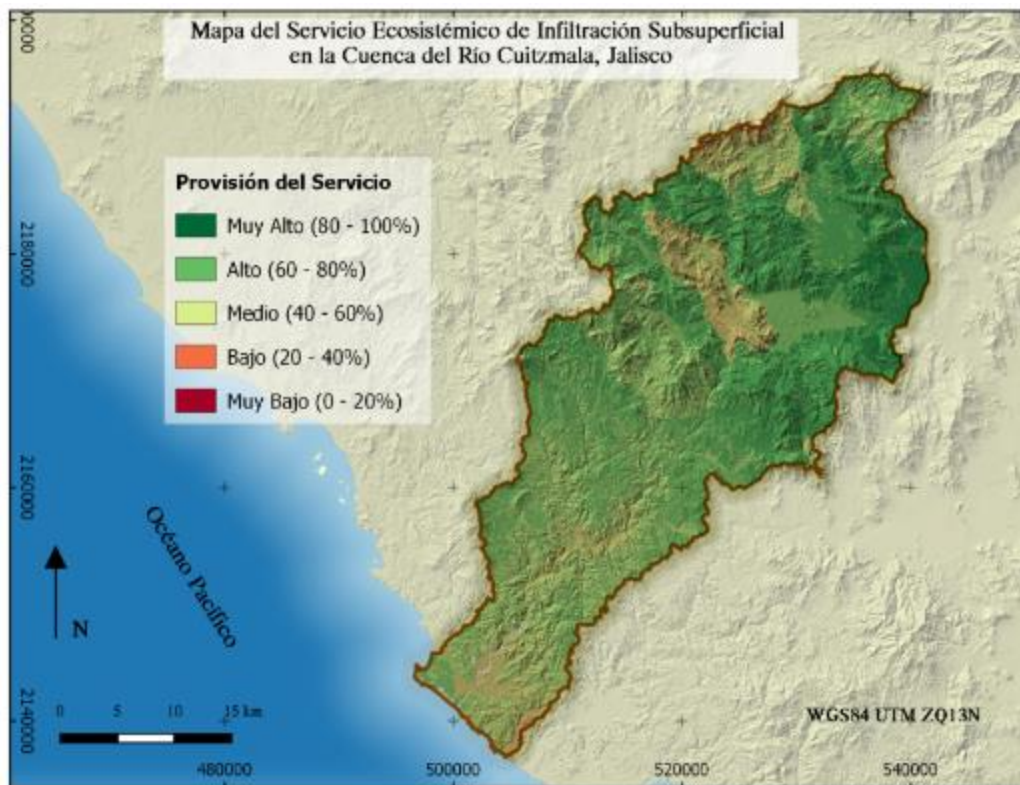 Mapa del Servicio Ecosistémico de Infiltración Subsuperficial
en la Cuenca del Río Cuitzmala, Jalisco
Provisión del Servicio
Muy Alto (80 - 100%)
Alto (60 - 80%)
Medio (40 - 60%)
Bajo (20 - 40%)
Muy Bajo (0 - 20%)
2180000
2160000
2140000
Océano Pacífico
N
0 5 10 15 km
WGS84 UTM ZQ13N
480000 500000 520000 540000